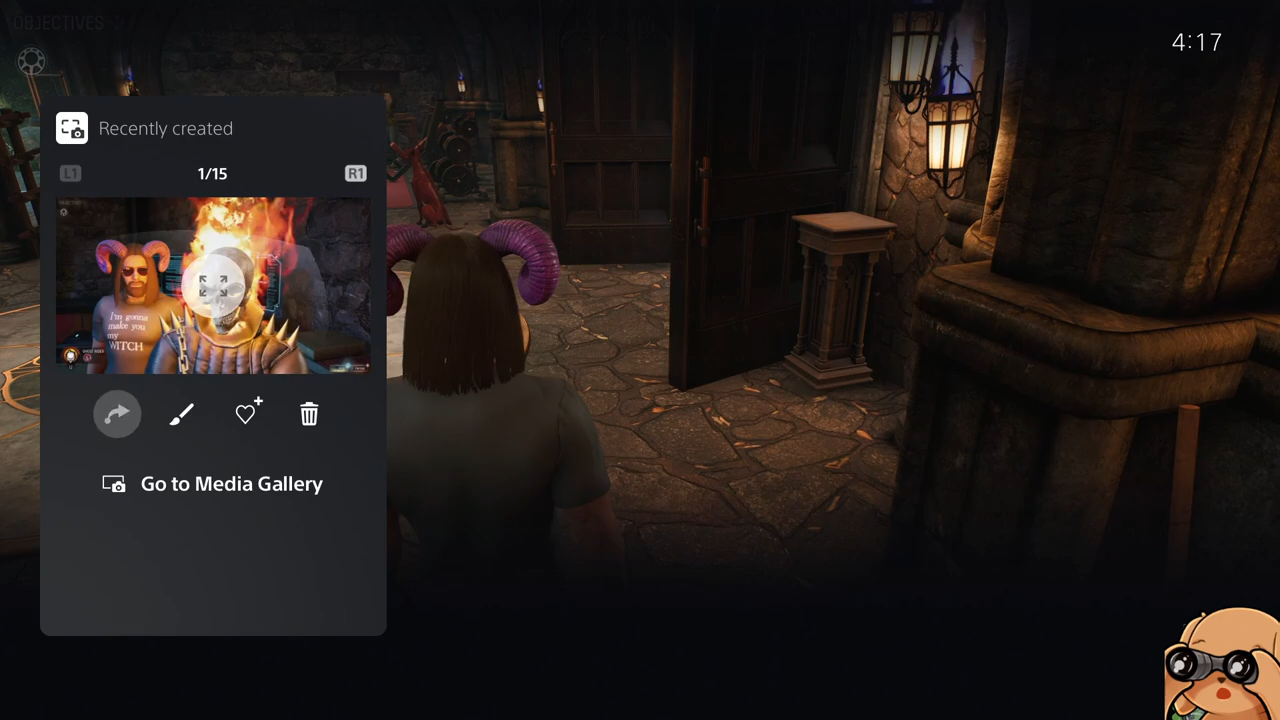 OBJECTIVES
4:17
Recently created
L1
1/15
R1
I'm gonna
make you
my
WITCH
Go to Media Gallery